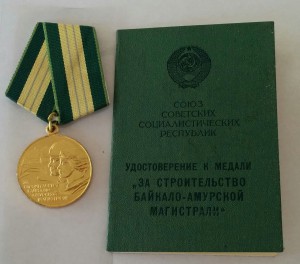 СОЮЗ
СОВЕТСКИХ
СОЦИАЛИСТИЧЕСКИХ
РЕСПУБЛИК
УДОСТОВЕРЕНИЕ К МЕДАЛИ
„ЗА СТРОИТЕЛЬСТВО
БАЙКАЛО-АМУРСКОЙ
МАГИСТРАЛИ“